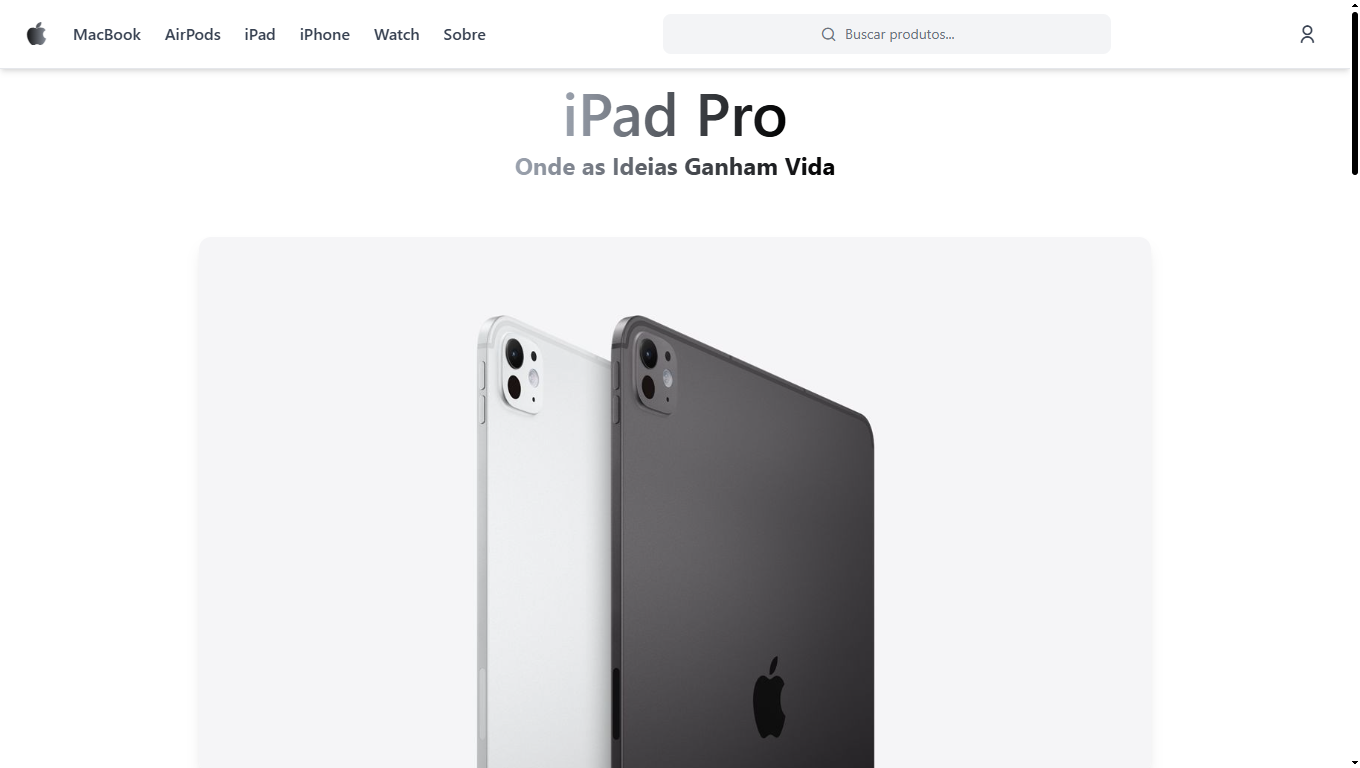 MacBook AirPods iPad iPhone Watch Sobre Buscar produtos...
iPad Pro
Onde as Ideias Ganham Vida